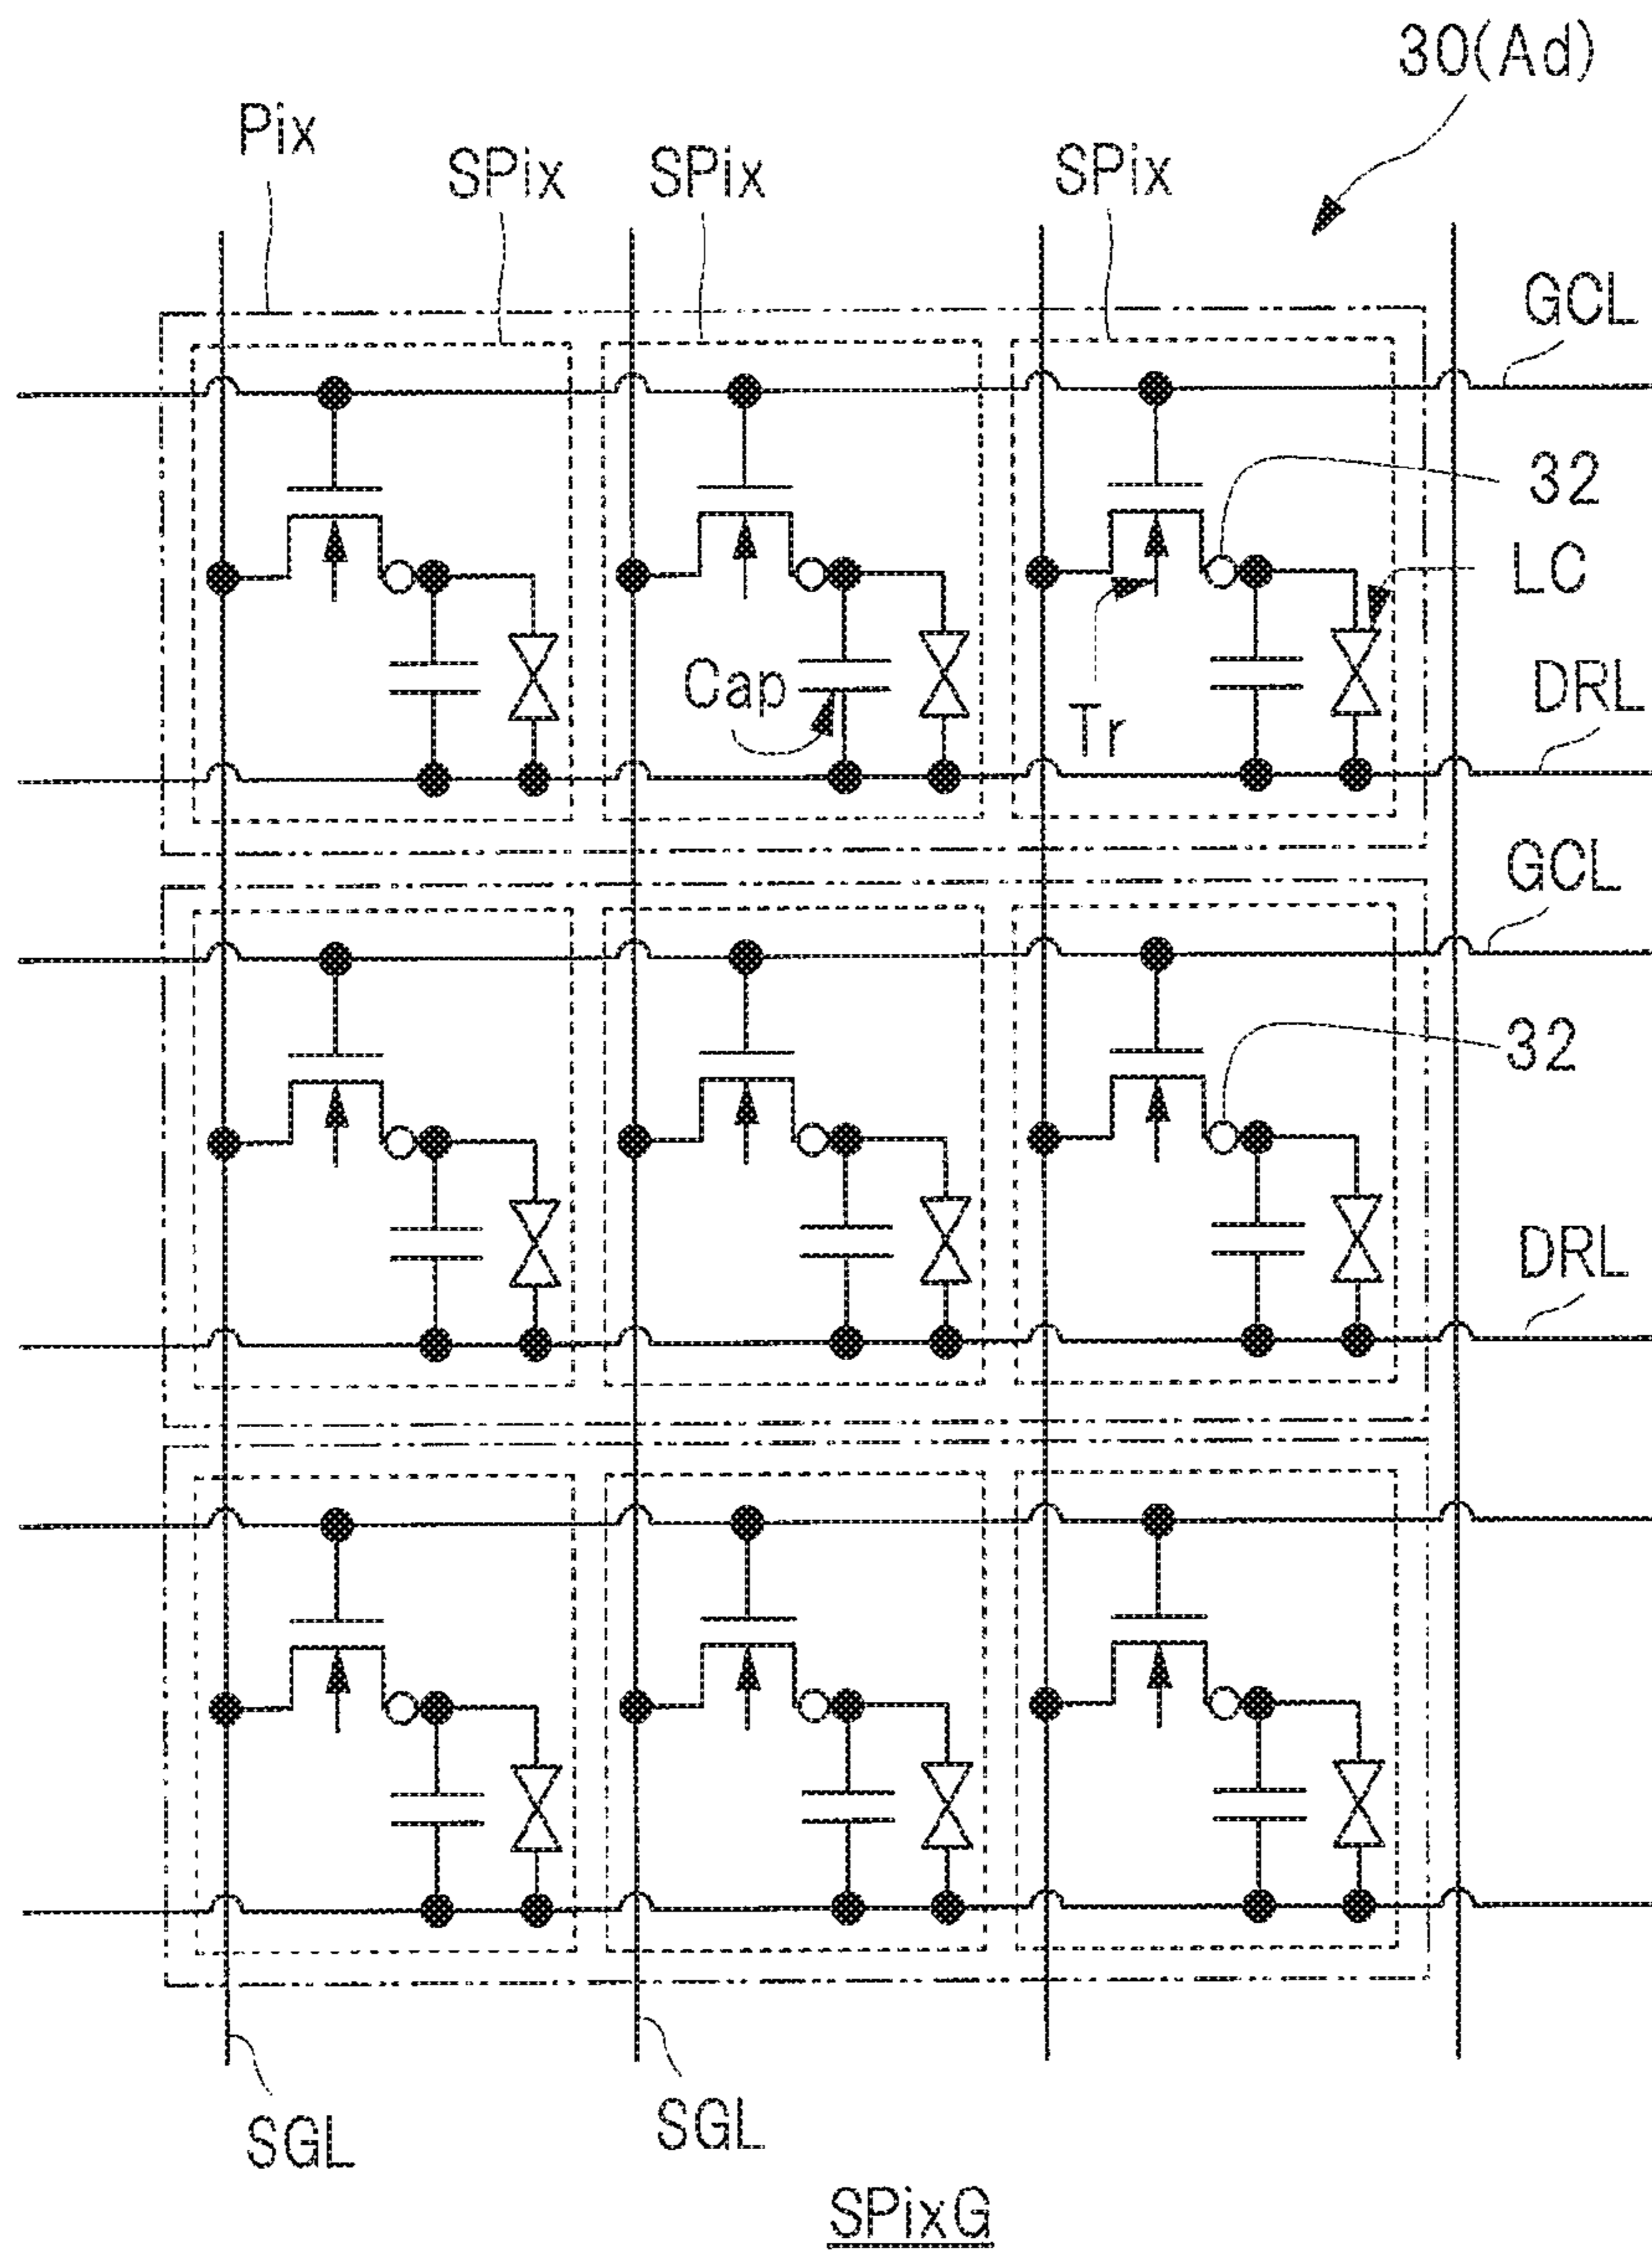 30(Ad)
Pix
SPix
SPix
SPix
GCL
32
LC
Cap
Tr
DRL
GCL
32
DRL
SGL
SGL
SPixG